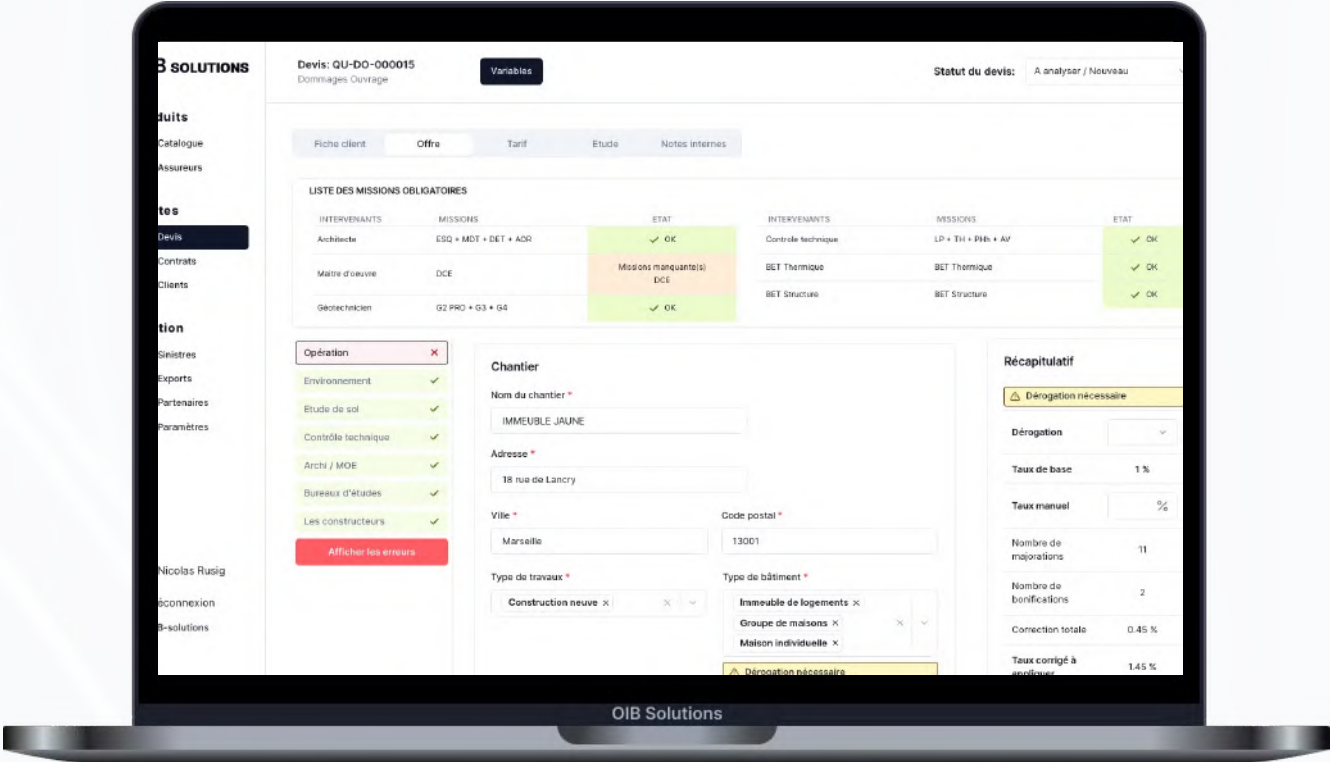 B SOLUTIONS
Devis: QU-DO-000015
Dommages Ouvrage
Variables
Statut du devis:
A analyser / Nouveau
duits
Catalogue
Assureurs
tes
Devis
Contrats
Clients
tion
Sinistres
Exports
Partenaires
Paramètres
Nicolas Rusig
éconnexion
B-solutions
Fiche client
Offre
Tarif
Etude
Notes internes
LISTE DES MISSIONS OBLIGATOIRES
INTERVENANTS MISSIONS ETAT
Architecte ESQ + MDT + DET + AOR OK
Maitre d'oeuvre DCE Missions manquante(s)
DCE
Géotechnicien G2 PRO + G3 + G4 OK
INTERVENANTS MISSIONS ETAT
Controle technique LP + TH + PHh + AV OK
BET Thermique BET Thermique OK
BET Structure BET Structure OK
Opération
Environnement
Etude de sol
Contrôle technique
Archi / MOE
Bureaux d'études
Les constructeurs
Afficher les erreurs
Chantier
Nom du chantier *
IMMEUBLE JAUNE
Adresse *
18 rue de Lancry
Ville *
Marseille
Code postal *
13001
Type de travaux *
Construction neuve ×
Type de bâtiment *
Immeuble de logements ×
Groupe de maisons ×
Maison individuelle ×
Dérogation nécessaire
Récapitulatif
Dérogation nécessaire
Dérogation
Taux de base 1 %
Taux manuel %
Nombre de
majorations 11
Nombre de
bonifications 2
Correction totale 0.45 %
Taux corrigé à
appliquer 1.45 %
OIB Solutions